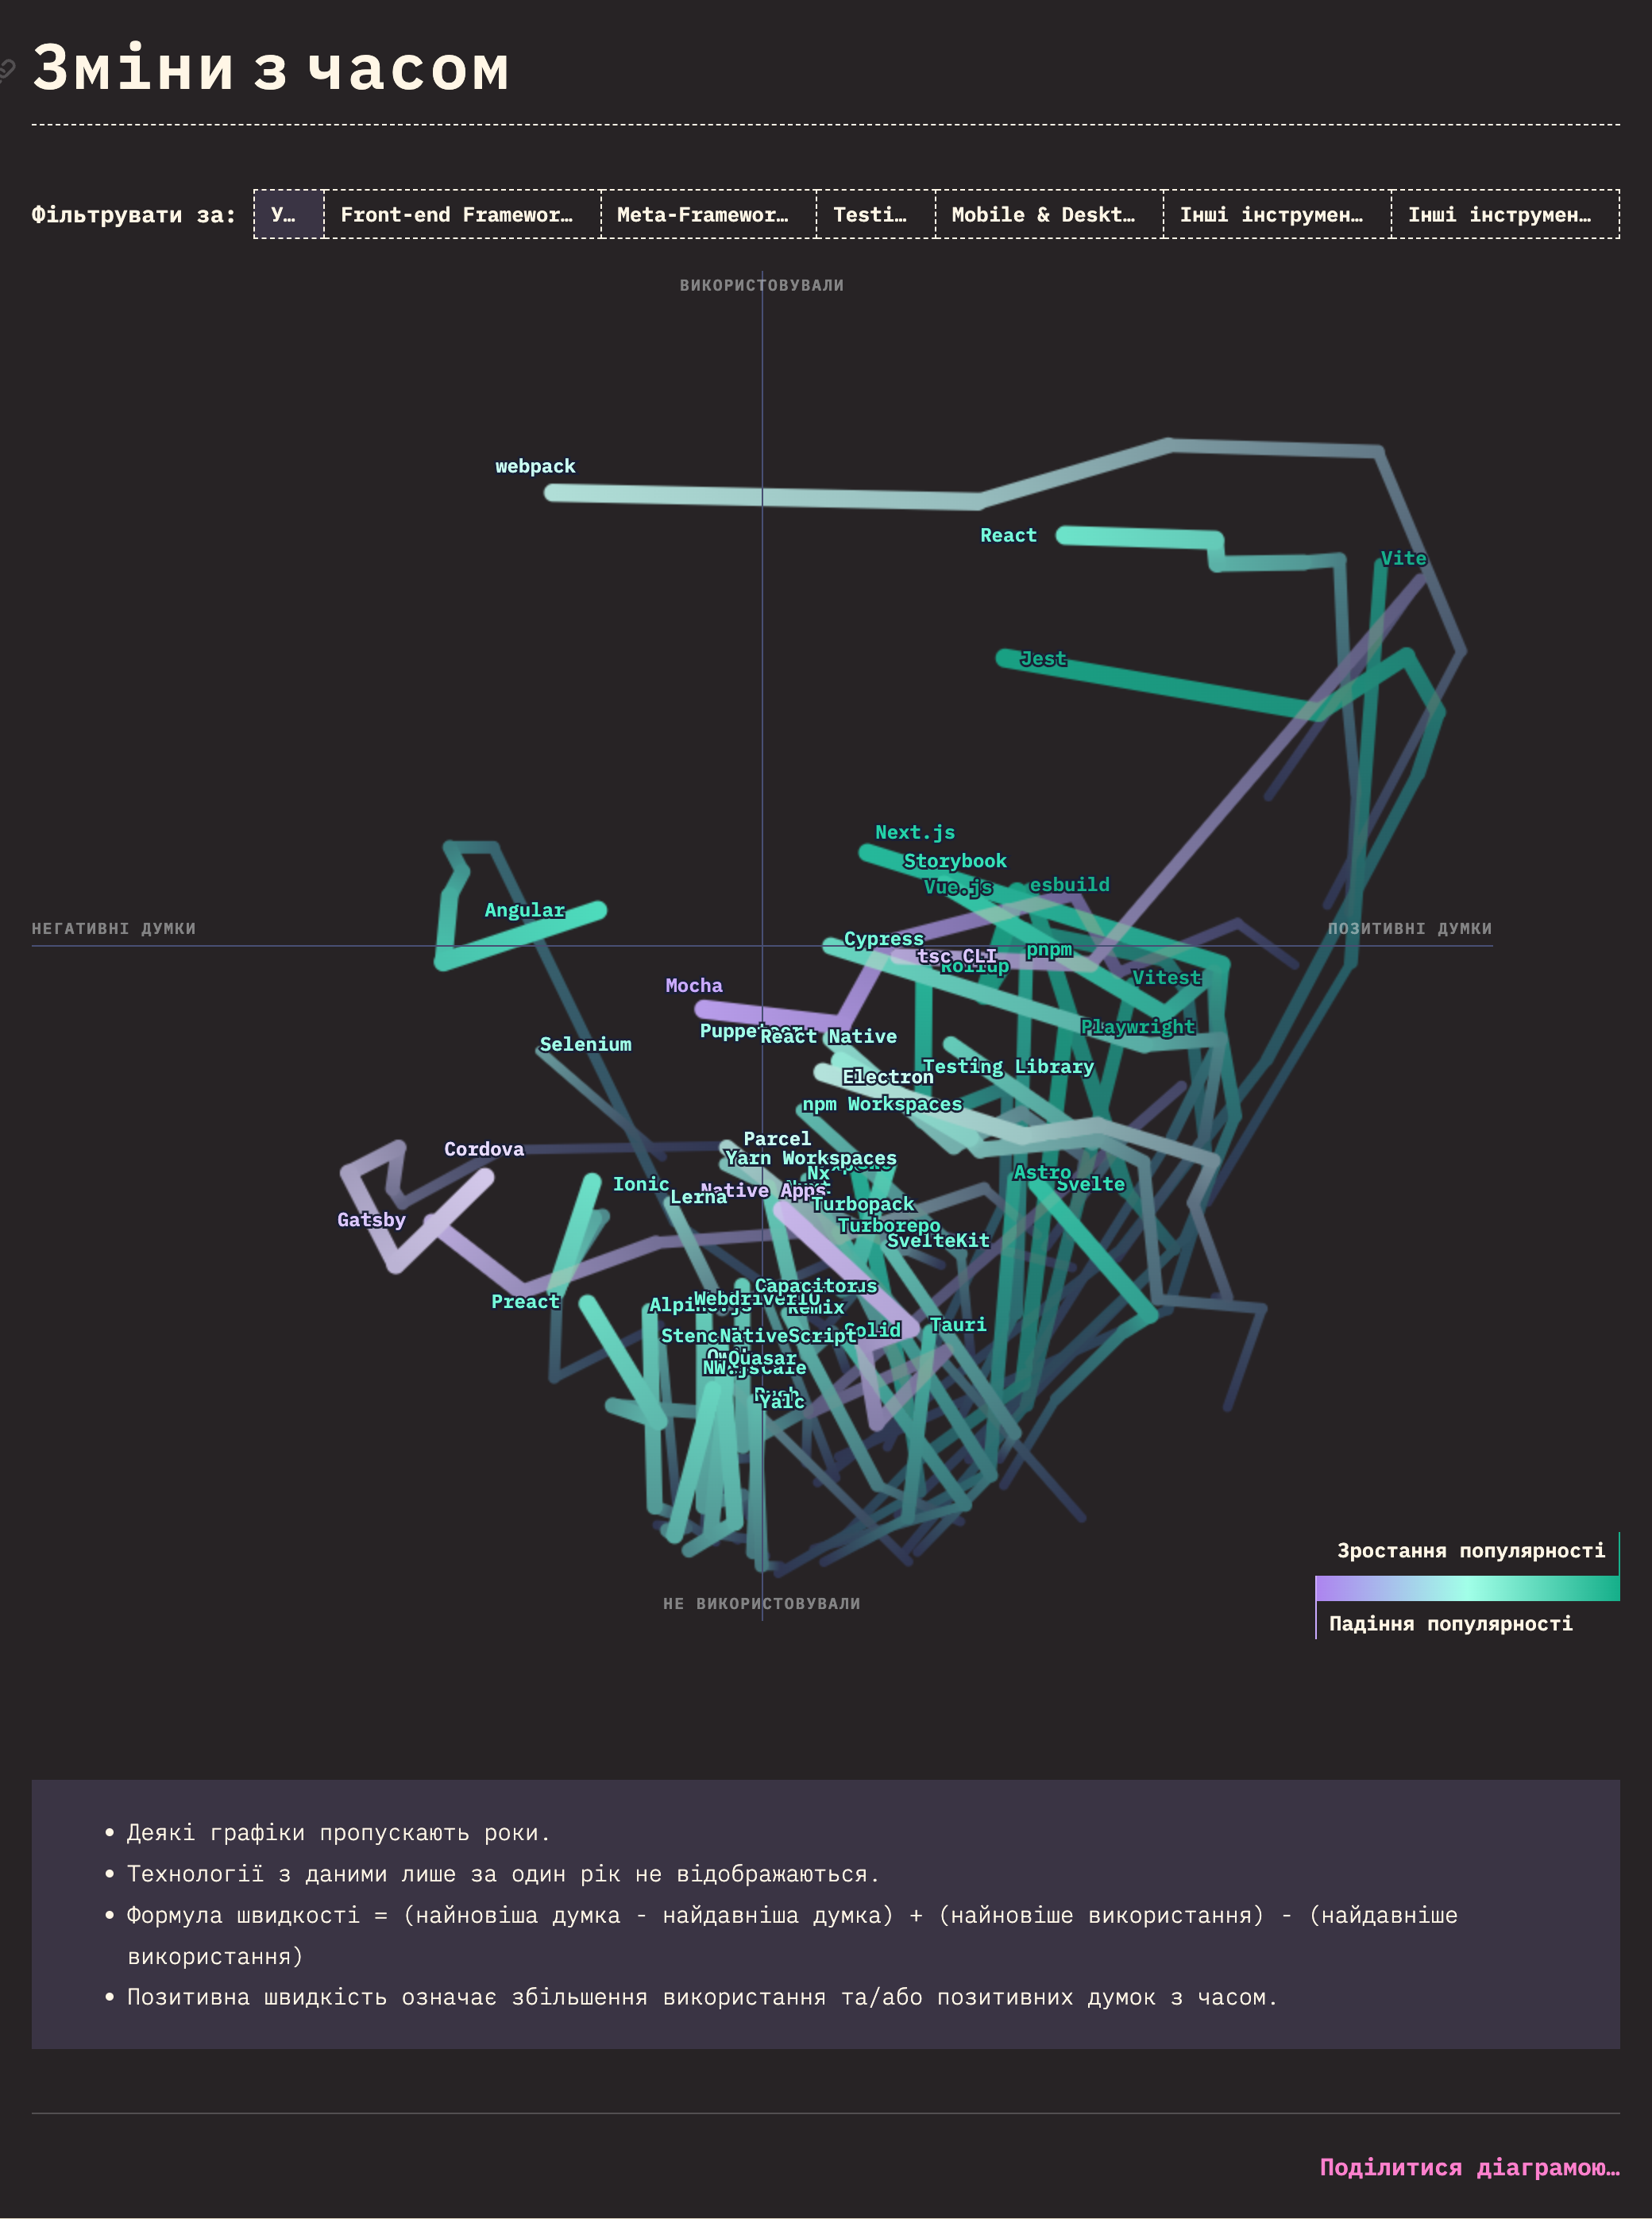 Зміни з часом
Фільтрувати за:
У…
Front-end Framewor…
Meta-Framewor…
Testi…
Mobile & Deskt…
Інші інструмен…
Інші інструмен…
ВИКОРИСТОВУВАЛИ
webpack
React
Vite
Jest
Next.js
Storybook
Vue.js
esbuild
Angular
НЕГАТИВНІ ДУМКИ
ПОЗИТИВНІ ДУМКИ
Cypress
pnpm
tsc CLI
Rollup
Vitest
Mocha
Playwright
Puppeteer
React Native
Selenium
Testing Library
Electron
npm Workspaces
Parcel
Cordova
Yarn Workspaces
Nx
Astro
Svelte
Ionic
Native Apps
Lerna
Turbopack
Gatsby
Turborepo
SvelteKit
Capacitor
Preact
WebdriverIO
Alpine.js
Remix
Tauri
Solid
NativeScript
Quasar
NW.js
Yalc
НЕ ВИКОРИСТОВУВАЛИ
Зростання популярності
Падіння популярності
• Деякі графіки пропускають роки.
• Технології з даними лише за один рік не відображаються.
• Формула швидкості = (найновіша думка - найдавніша думка) + (найновіше використання) - (найдавніше
використання)
• Позитивна швидкість означає збільшення використання та/або позитивних думок з часом.
Поділитися діаграмою…